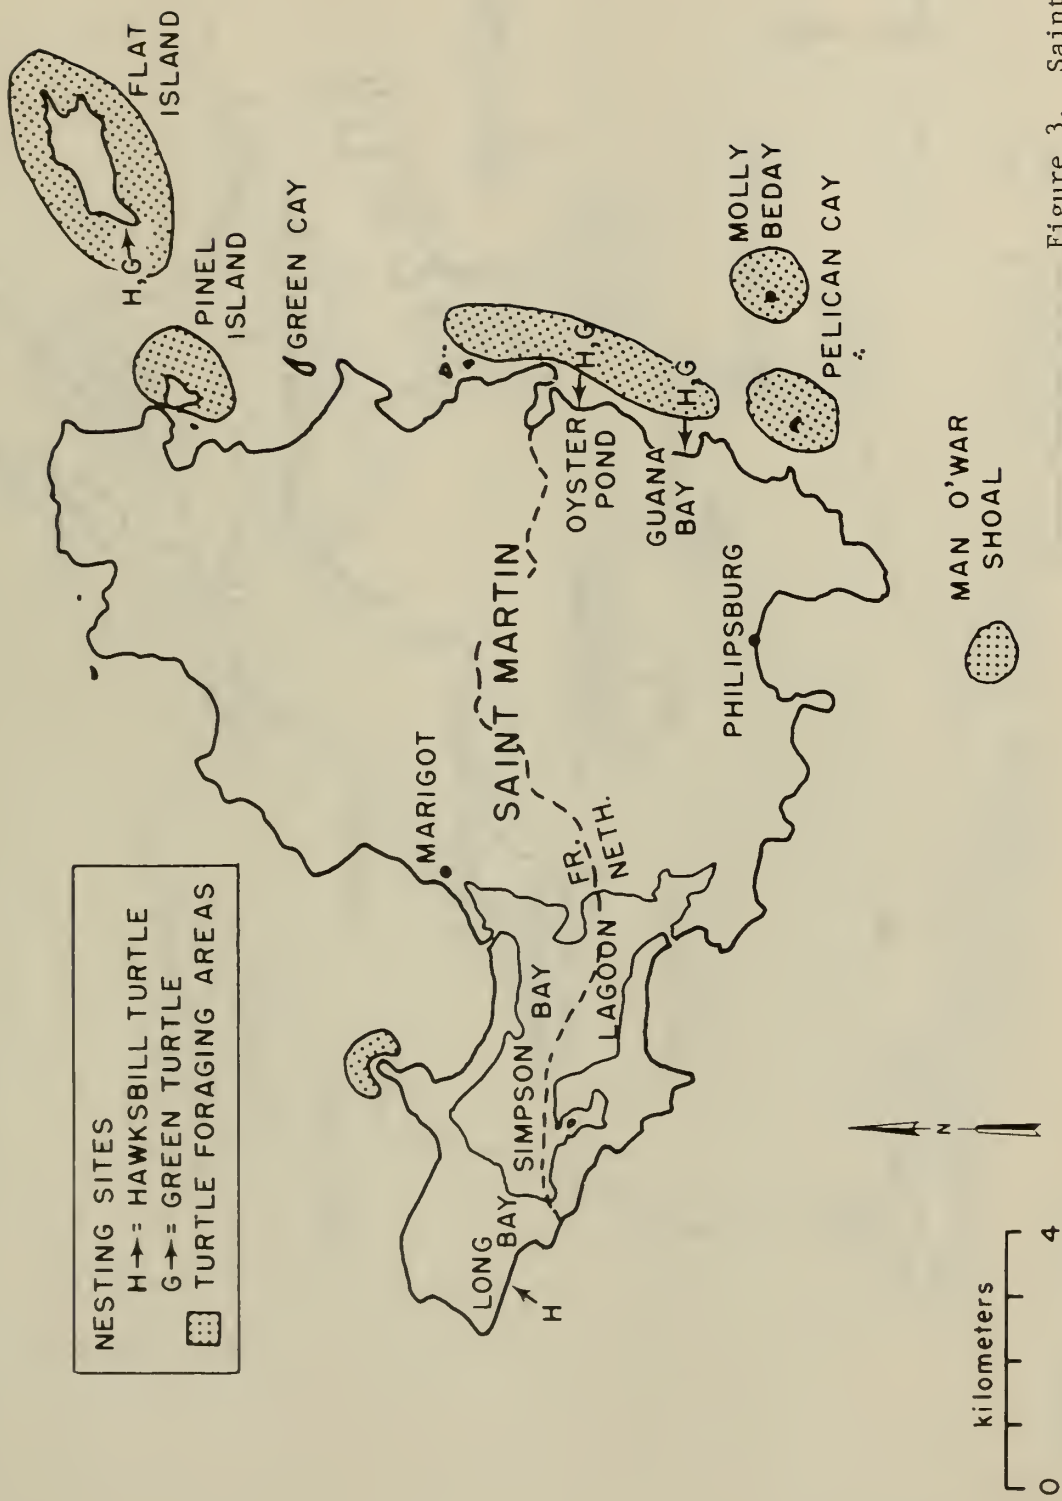 NESTING SITES
H → = HAWKSBILL TURTLE
G → = GREEN TURTLE
TURTLE FORAGING AREAS
FLAT
ISLAND
H,G
PINEL
ISLAND
GREEN CAY
MARIGOT
SAINT MARTIN
FR.
NETH.
SIMPSON BAY
LAGOON
LONG
BAY
H
OYSTER
POND
H,G
GUANA
BAY
H,G
MOLLY
BEDAY
PELICAN CAY
PHILIPSBURG
MAN O'WAR
SHOAL
N
kilometers
0 4
Figure 3. Saint